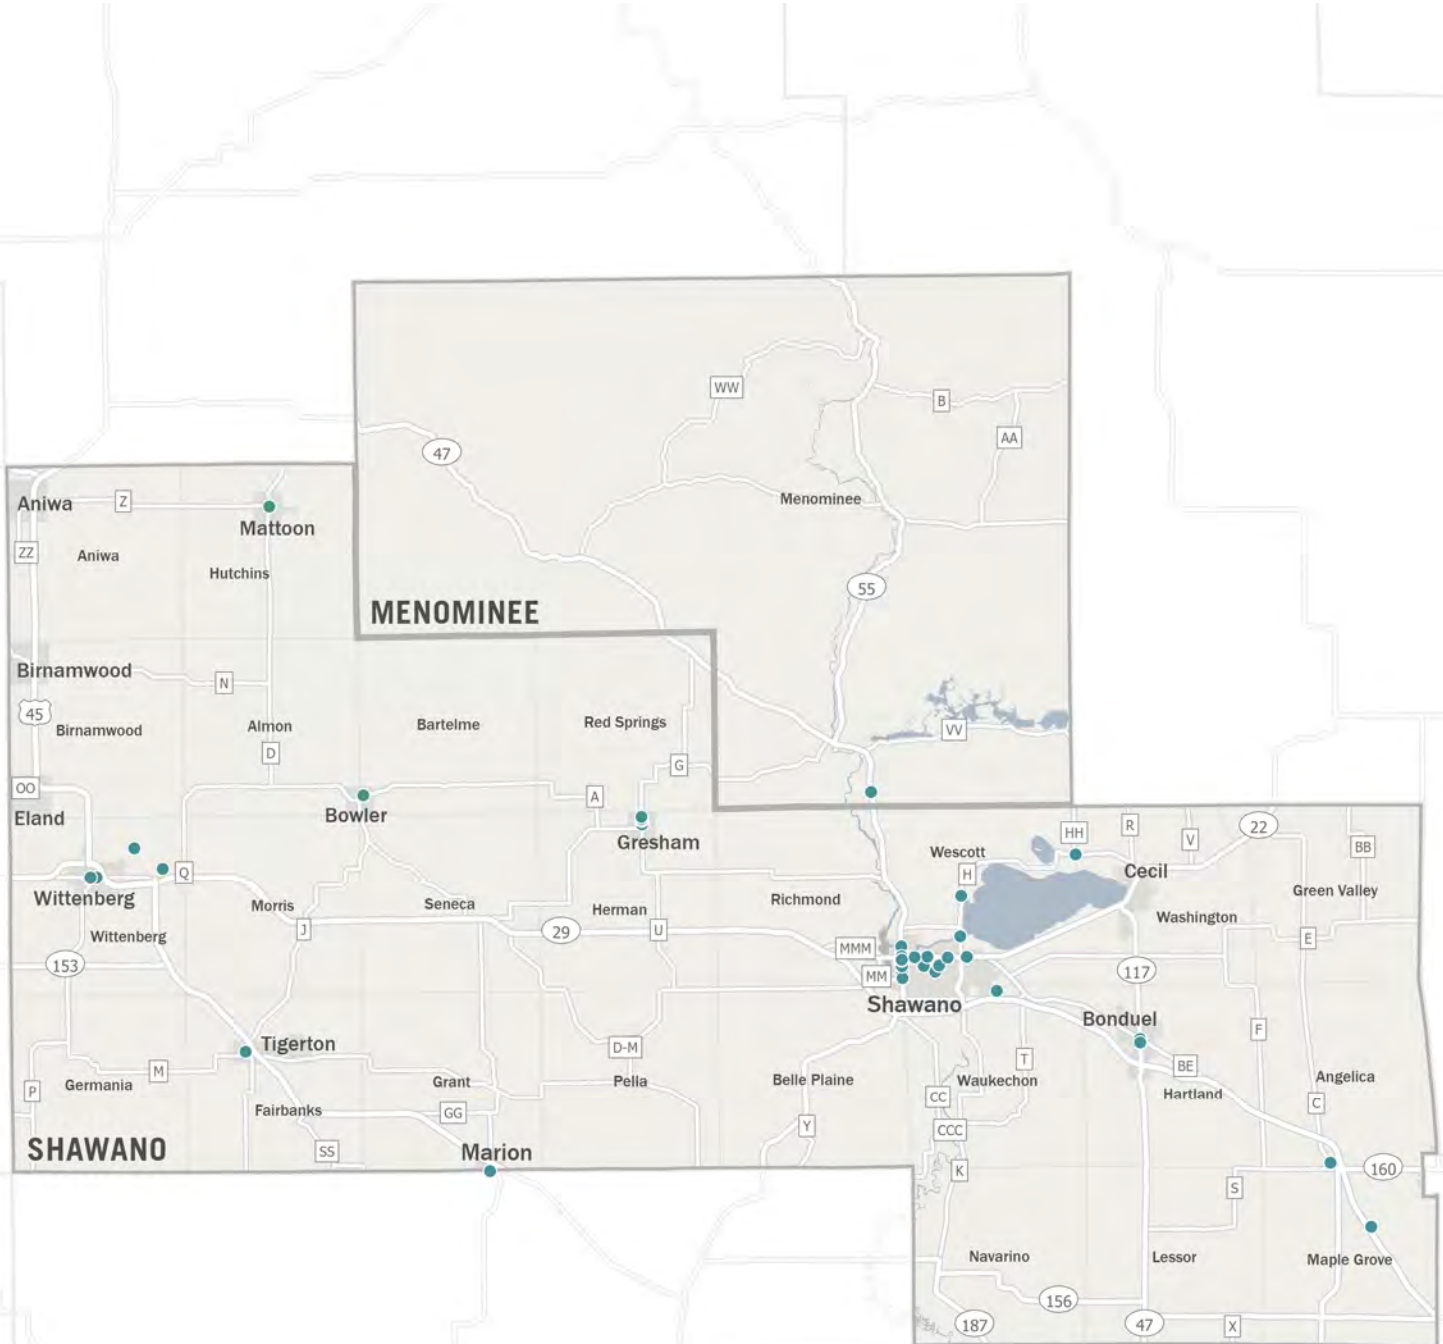 WW
B
47
AA
Aniwa
Z
Menominee
Mattoon
ZZ
Aniwa
Hutchins
55
MENOMINEE
Birnamwood
N
45
Birnamwood
Almon
Bartelme
Red Springs
VV
D
G
OO
A
Eland
Bowler
Gresham
HH
R
22
V
BB
Wescott
H
Cecil
Q
Wittenberg
Green Valley
Morris
Seneca
Herman
Richmond
Washington
Wittenberg
J
29
U
MMM
E
153
MM
117
Shawano
Bonduel
Tigerton
D-M
F
T
M
BE
Germania
Grant
Pella
Belle Plaine
Waukechon
Angelica
P
Hartland
CC
C
Fairbanks
GG
Y
CCC
SHAWANO
SS
Marion
K
160
S
Navarino
Lessor
Maple Grove
156
187
47
X